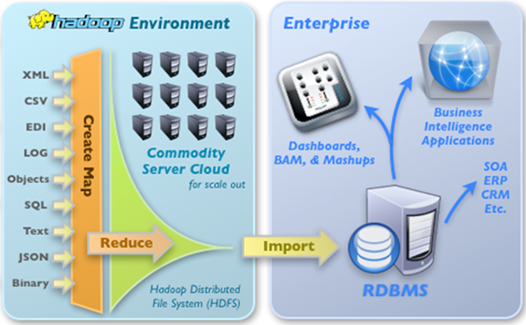 hadoop Environment
XML
CSV
EDI
LOG
Objects
SQL
Text
JSON
Binary
Create Map
Commodity
Server Cloud
for scale out
Reduce
Hadoop Distributed
File System (HDFS)
Import
Enterprise
Dashboards,
BAM, & Mashups
Business
Intelligence
Applications
SOA
ERP
CRM
Etc.
RDBMS